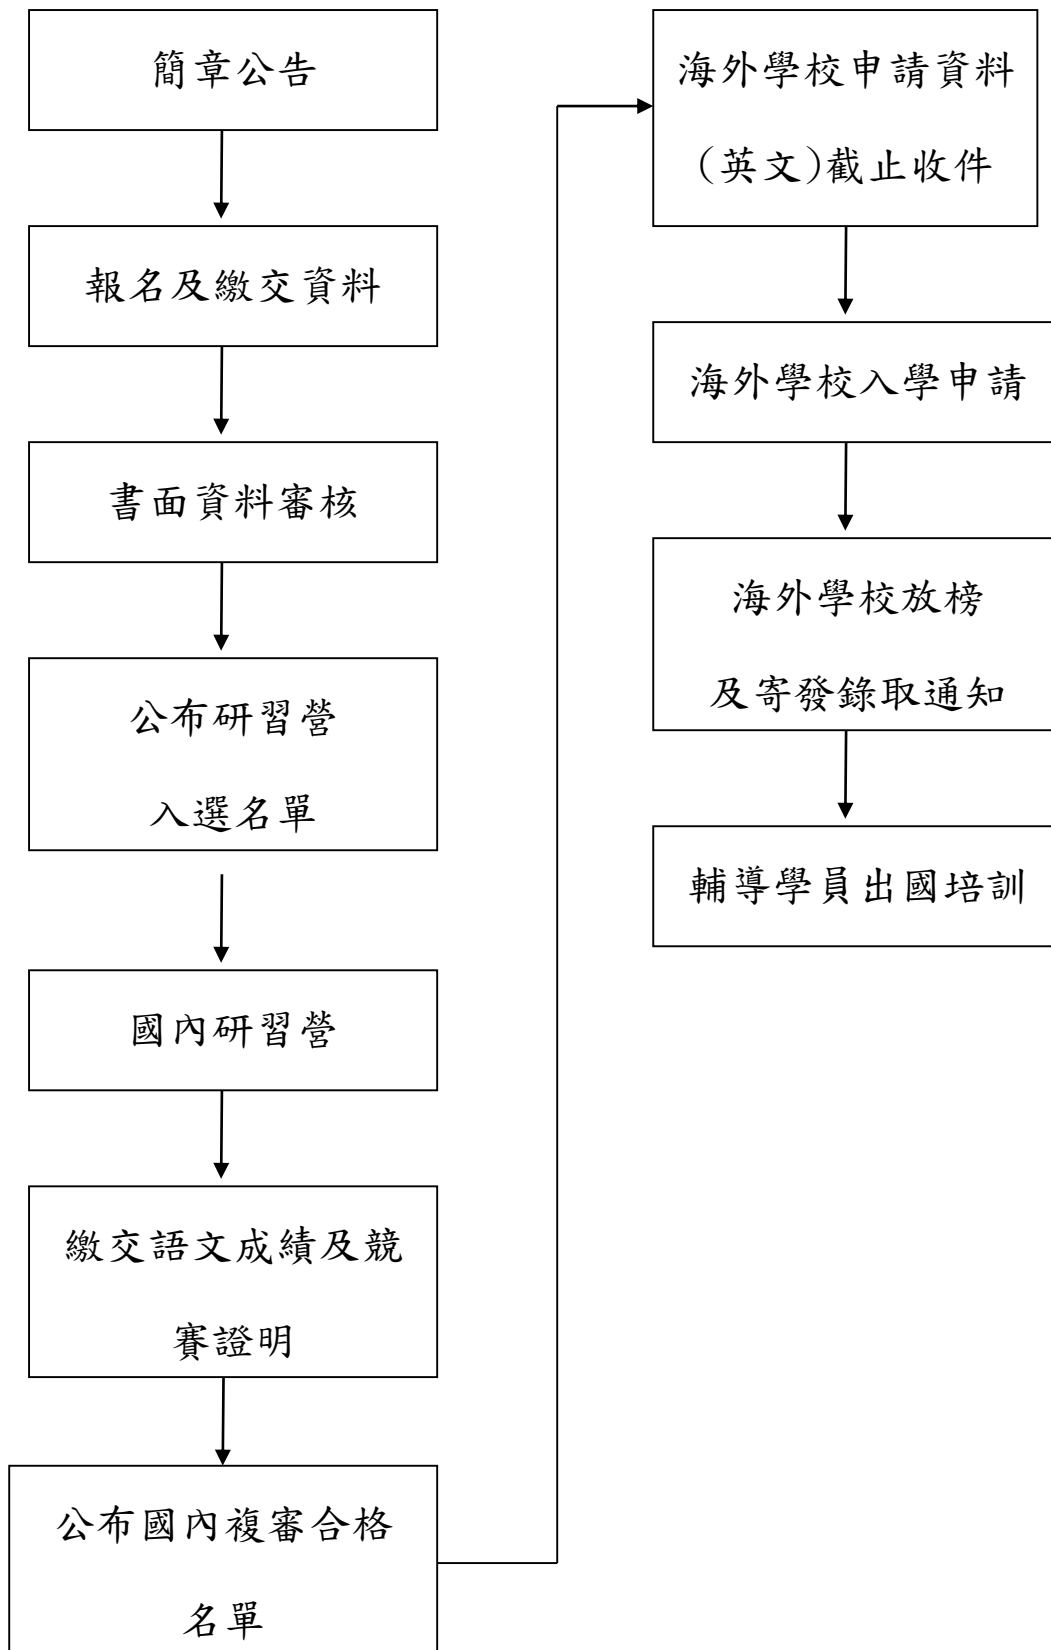 簡章公告
報名及繳交資料
書面資料審核
公布研習營
入選名單
國內研習營
繳交語文成績及競
賽證明
公布國內複審合格
名單
海外學校申請資料
(英文)截止收件
海外學校入學申請
海外學校放榜
及寄發錄取通知
輔導學員出國培訓